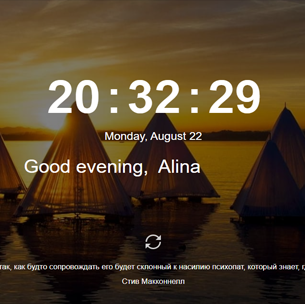 20:32:29
Monday, August 22
Good evening, Alina
так, как будто сопровождать его будет склонный к насилию психопат, который знает, г
Стив Макконнелл